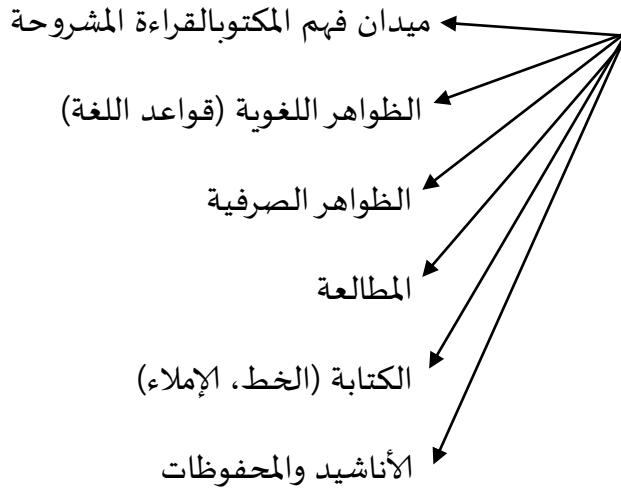 ميدان فهم المكتوبالقراءة المشروحة
الظواهر اللغوية (قواعد اللغة)
الظواهر الصرفية
المطالعة
الكتابة (الخط، الإملاء)
الأناشيد والمحفوظات